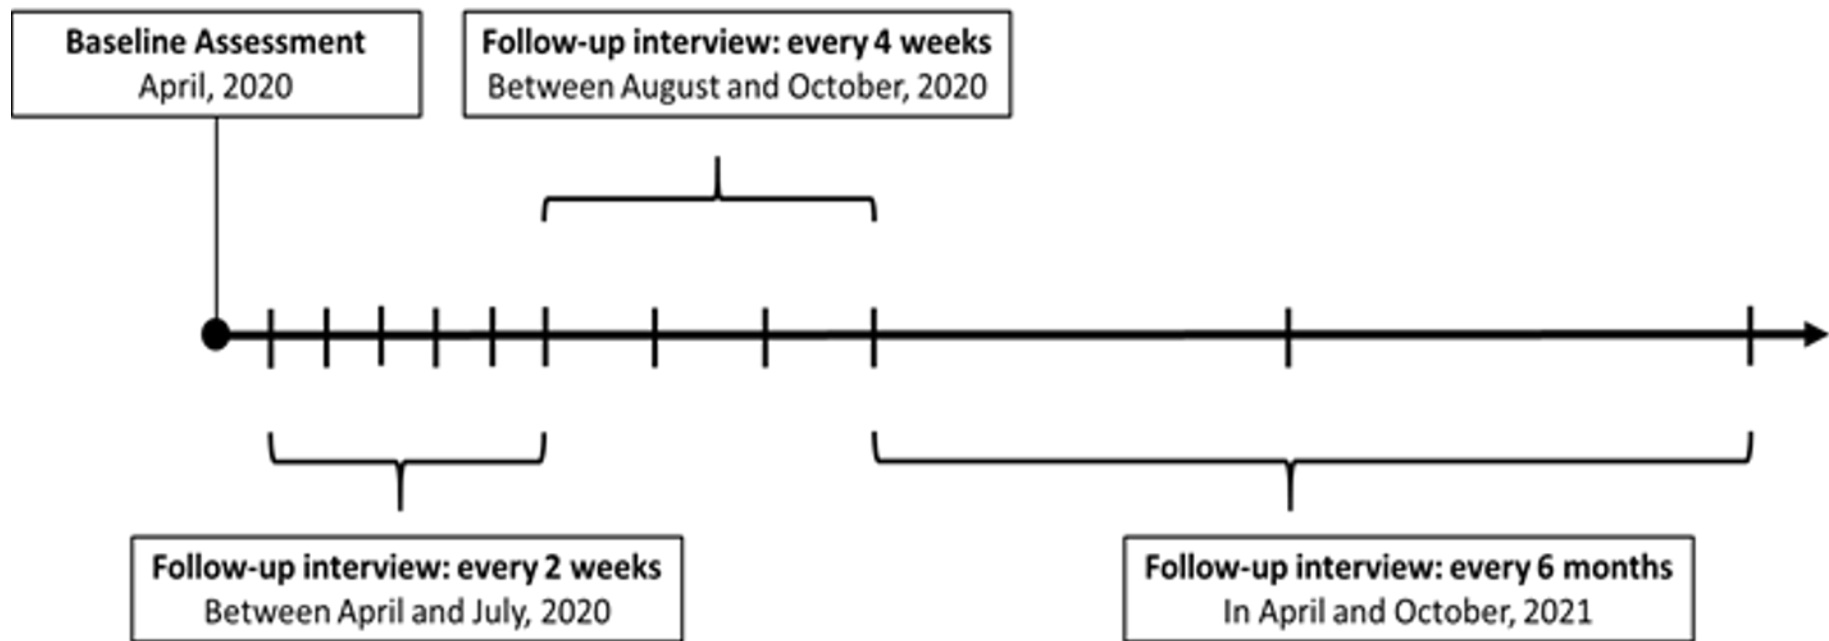 Baseline Assessment
April, 2020
Follow-up interview: every 4 weeks
Between August and October, 2020
Follow-up interview: every 2 weeks
Between April and July, 2020
Follow-up interview: every 6 months
In April and October, 2021